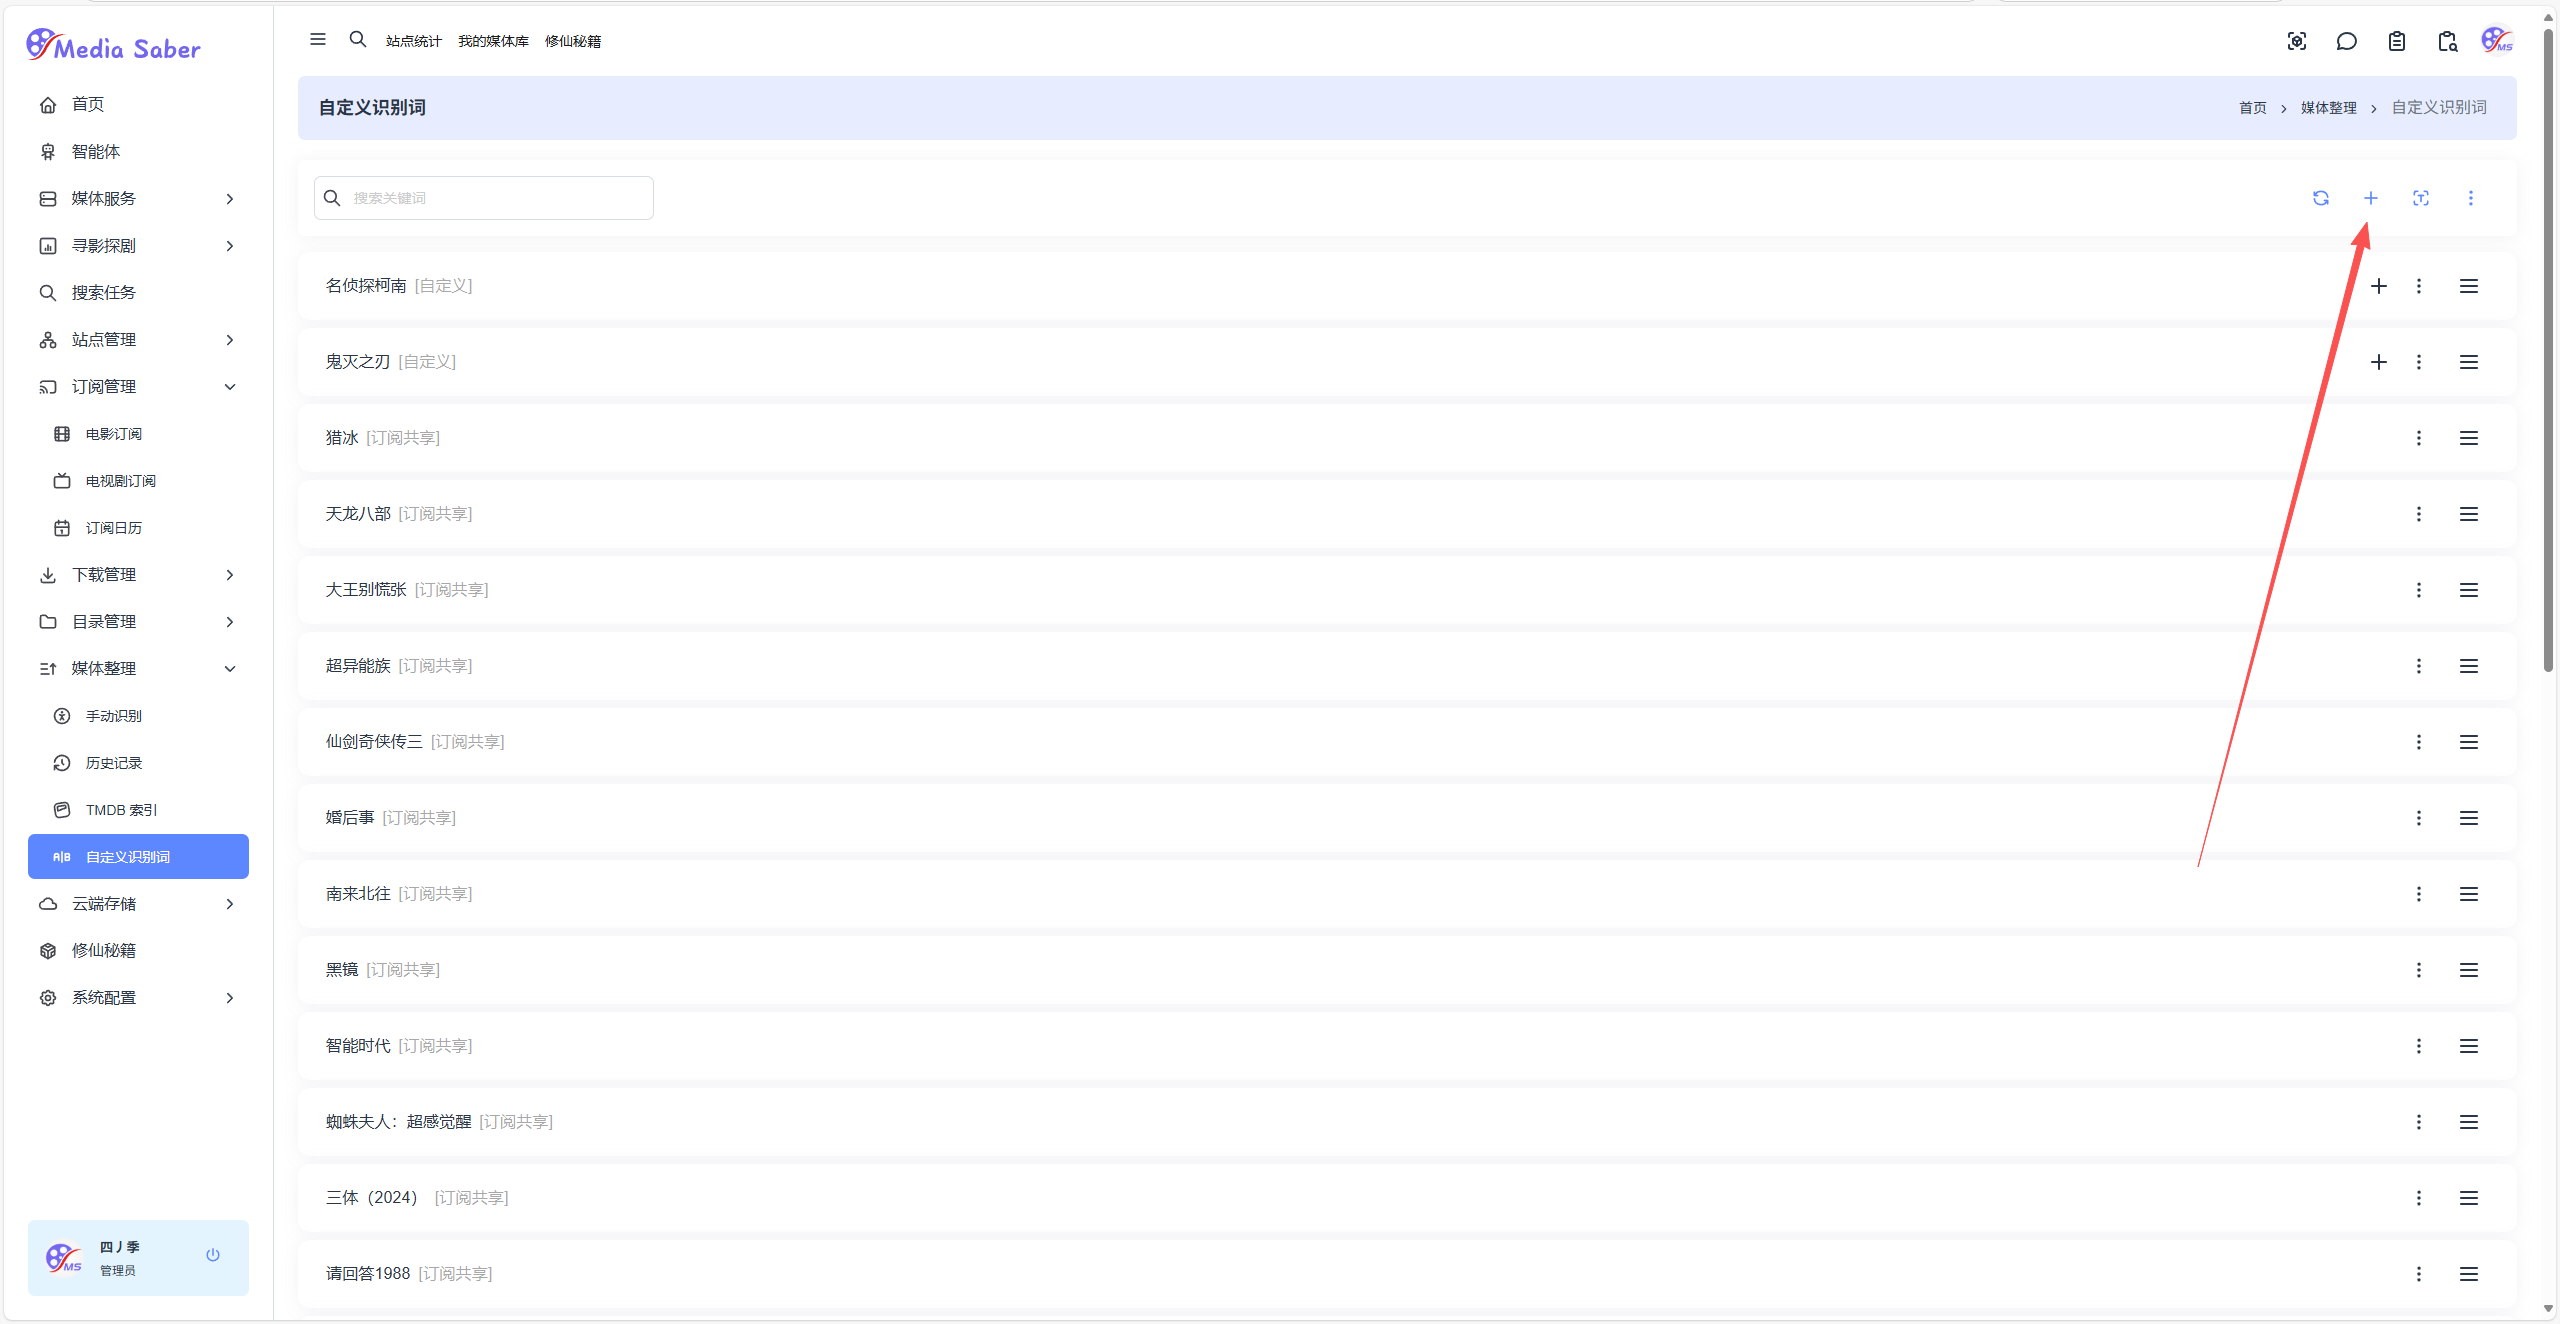 Media Saber
首页
智能体
媒体服务
寻影探剧
搜索任务
站点管理
订阅管理
电影订阅
电视剧订阅
订阅日历
下载管理
目录管理
媒体整理
手动识别
历史记录
TMDB 索引
A|B 自定义识别词
云端存储
修仙秘籍
系统配置
MS
四丿季
管理员
站点统计 我的媒体库 修仙秘籍
MS
自定义识别词
首页 > 媒体整理 > 自定义识别词
搜索关键词
名侦探柯南 [自定义]
鬼灭之刃 [自定义]
猎冰 [订阅共享]
天龙八部 [订阅共享]
大王别慌张 [订阅共享]
超异能族 [订阅共享]
仙剑奇侠传三 [订阅共享]
婚后事 [订阅共享]
南来北往 [订阅共享]
黑镜 [订阅共享]
智能时代 [订阅共享]
蜘蛛夫人：超感觉醒 [订阅共享]
三体（2024） [订阅共享]
请回答1988 [订阅共享]